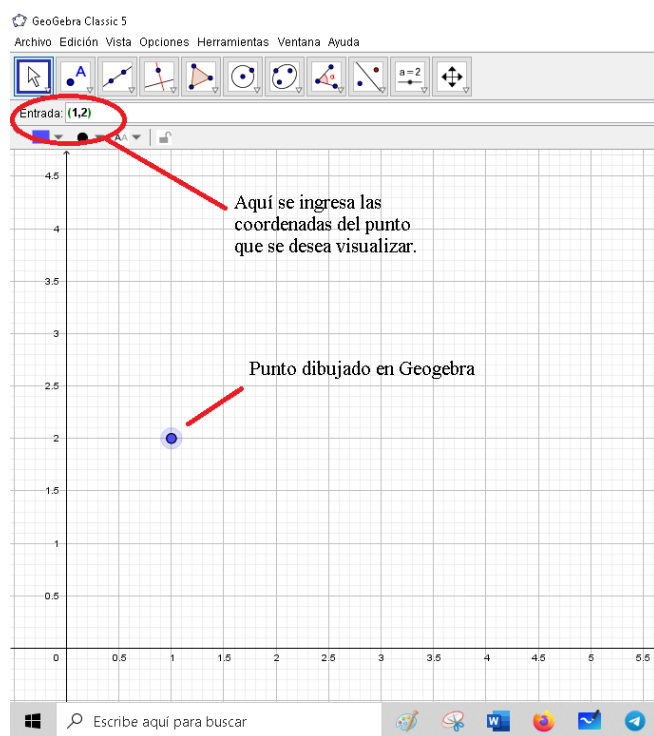 GeoGebra Classic 5
Archivo Edición Vista Opciones Herramientas Ventana Ayuda
A
α
a=2
Entrada: (1,2)
AA
Aquí se ingresa las
coordenadas del punto
que se desea visualizar.
Punto dibujado en Geogebra
4.5
4
3.5
3
2.5
2
1.5
1
0.5
0 0.5 1 1.5 2 2.5 3 3.5 4 4.5 5 5.5
Escribe aquí para buscar
W